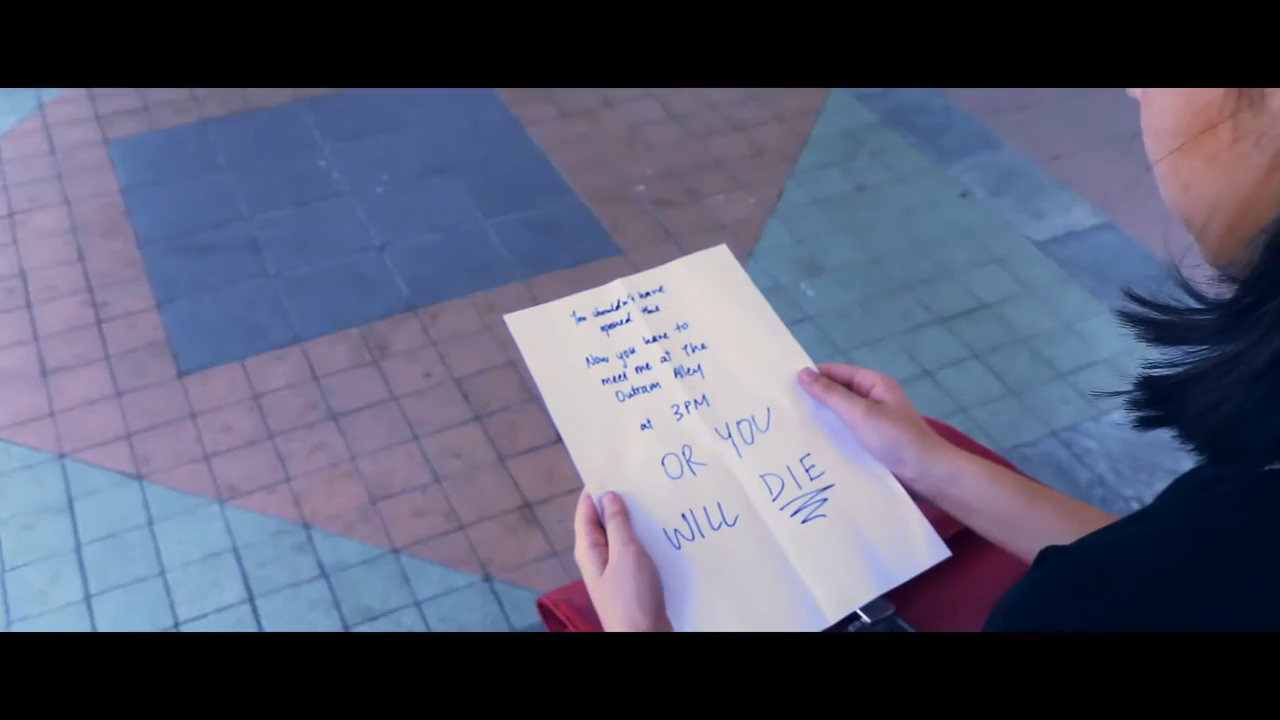 You shouldn't have
opened this
Now you have to
meet me at The
Outram Alley
at 3PM
OR YOU
WILL DIE